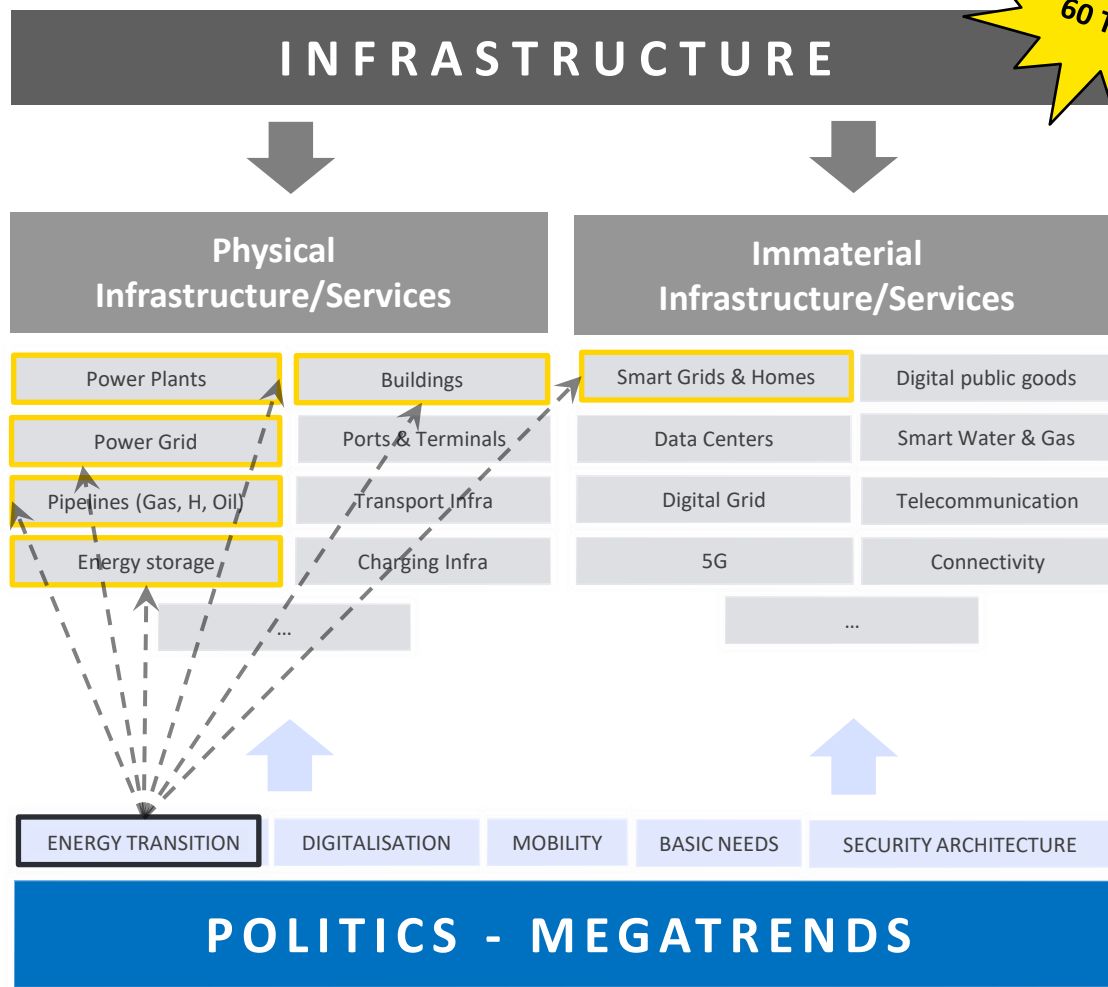 60 T
INFRASTRUCTURE
Physical
Infrastructure/Services
Immaterial
Infrastructure/Services
Power Plants
Buildings
Smart Grids & Homes
Digital public goods
Power Grid
Ports & Terminals
Data Centers
Smart Water & Gas
Pipelines (Gas, H, Oil)
Transport Infra
Digital Grid
Telecommunication
Energy storage
Charging Infra
5G
Connectivity
...
...
ENERGY TRANSITION
DIGITALISATION
MOBILITY
BASIC NEEDS
SECURITY ARCHITECTURE
POLITICS - MEGATRENDS